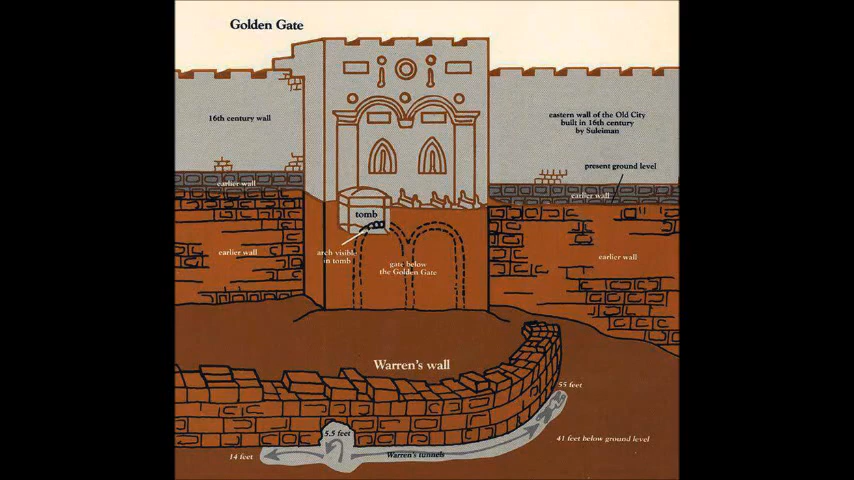 Golden Gate
16th century wall
eastern wall of the Old City
built in 16th century
by Suleiman
present ground level
earlier wall
earlier wall
tomb
arch visible
in tomb
earlier wall
gate below
the Golden Gate
earlier wall
Warren's wall
55 feet
5.5 feet
41 feet below ground level
14 feet
Warren's tunnels